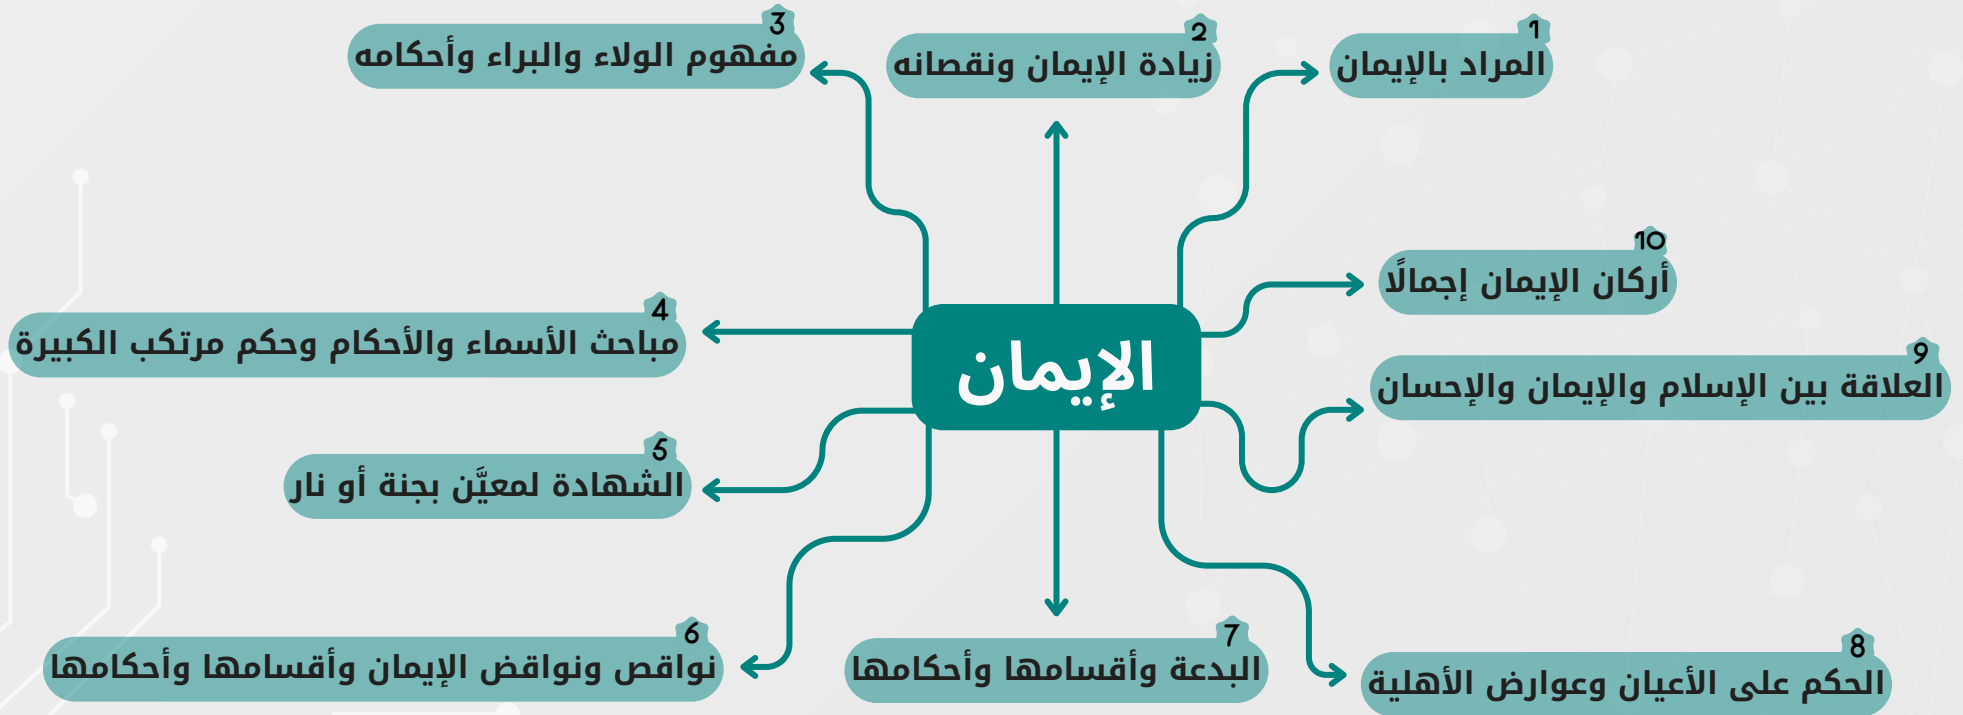 1
المراد بالإيمان
2
زيادة الإيمان ونقصانه
3
مفهوم الولاء والبراء وأحكامه
4
مباحث الأسماء والأحكام وحكم مرتكب الكبيرة
5
الشهادة لمعيَّن بجنة أو نار
6
نواقص ونواقض الإيمان وأقسامها وأحكامها
7
البدعة وأقسامها وأحكامها
8
الحكم على الأعيان وعوارض الأهلية
9
العلاقة بين الإسلام والإيمان والإحسان
10
أركان الإيمان إجمالًا
الإيمان